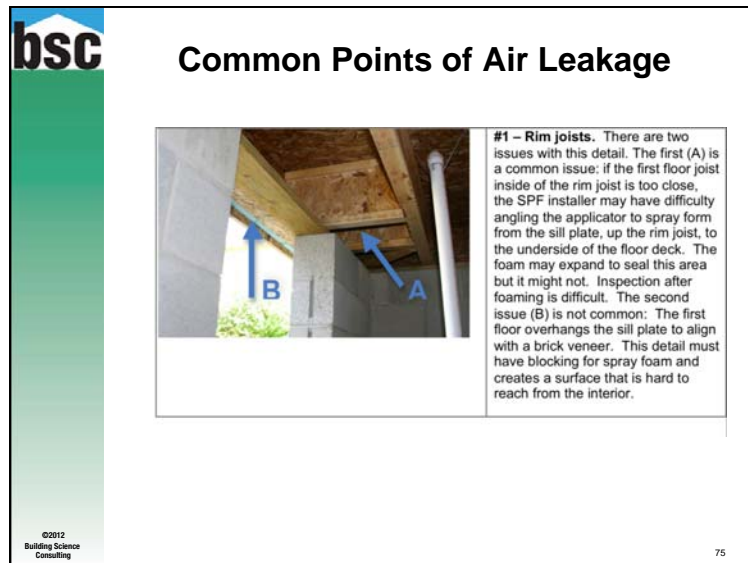 bsc
Common Points of Air Leakage
#1 – Rim joists. There are two
issues with this detail. The first (A) is
a common issue: if the first floor joist
inside of the rim joist is too close,
the SPF installer may have difficulty
angling the applicator to spray form
from the sill plate, up the rim joist, to
the underside of the floor deck. The
foam may expand to seal this area
but it might not. Inspection after
foaming is difficult. The second
issue (B) is not common: The first
floor overhangs the sill plate to align
with a brick veneer. This detail must
have blocking for spray foam and
creates a surface that is hard to
reach from the interior.
B
A
©2012
Building Science
Consulting
75